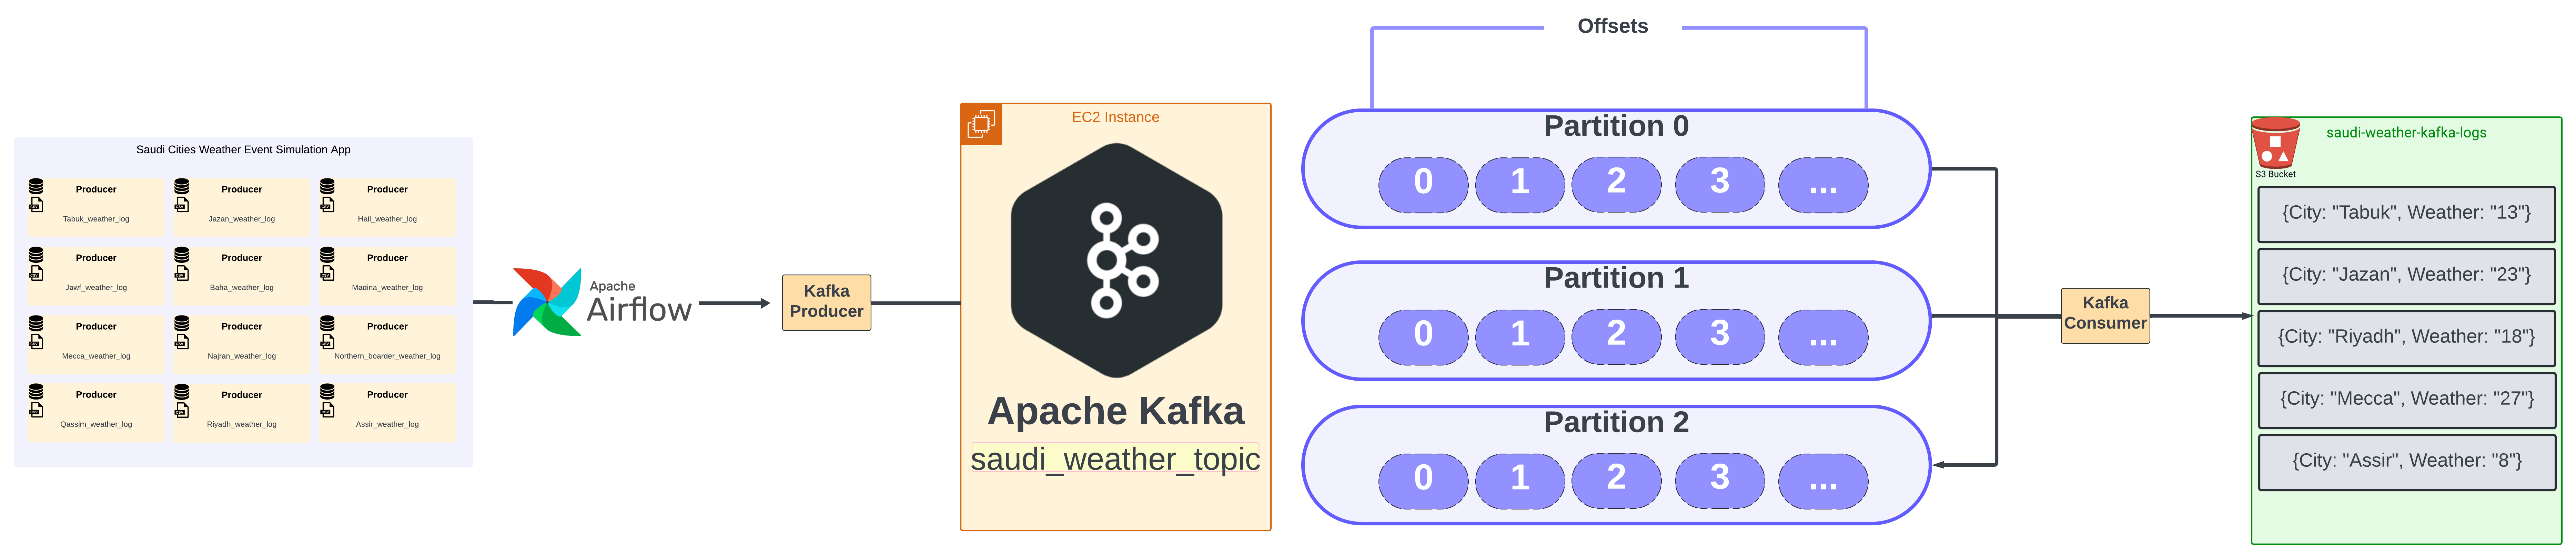 Saudi Cities Weather Event Simulation App
Producer
Tabuk_weather_log
Producer
Jazan_weather_log
Producer
Hail_weather_log
Producer
Jawf_weather_log
Producer
Baha_weather_log
Producer
Madina_weather_log
Producer
Mecca_weather_log
Producer
Najran_weather_log
Producer
Northern_boarder_weather_log
Producer
Qassim_weather_log
Producer
Riyadh_weather_log
Producer
Assir_weather_log
Apache
Airflow
Kafka
Producer
EC2 Instance
Apache Kafka
saudi_weather_topic
Offsets
Partition 0
0 1 2 3 ...
Partition 1
0 1 2 3 ...
Partition 2
0 1 2 3 ...
Kafka
Consumer
saudi-weather-kafka-logs
S3 Bucket
{City: "Tabuk", Weather: "13"}
{City: "Jazan", Weather: "23"}
{City: "Riyadh", Weather: "18"}
{City: "Mecca", Weather: "27"}
{City: "Assir", Weather: "8"}